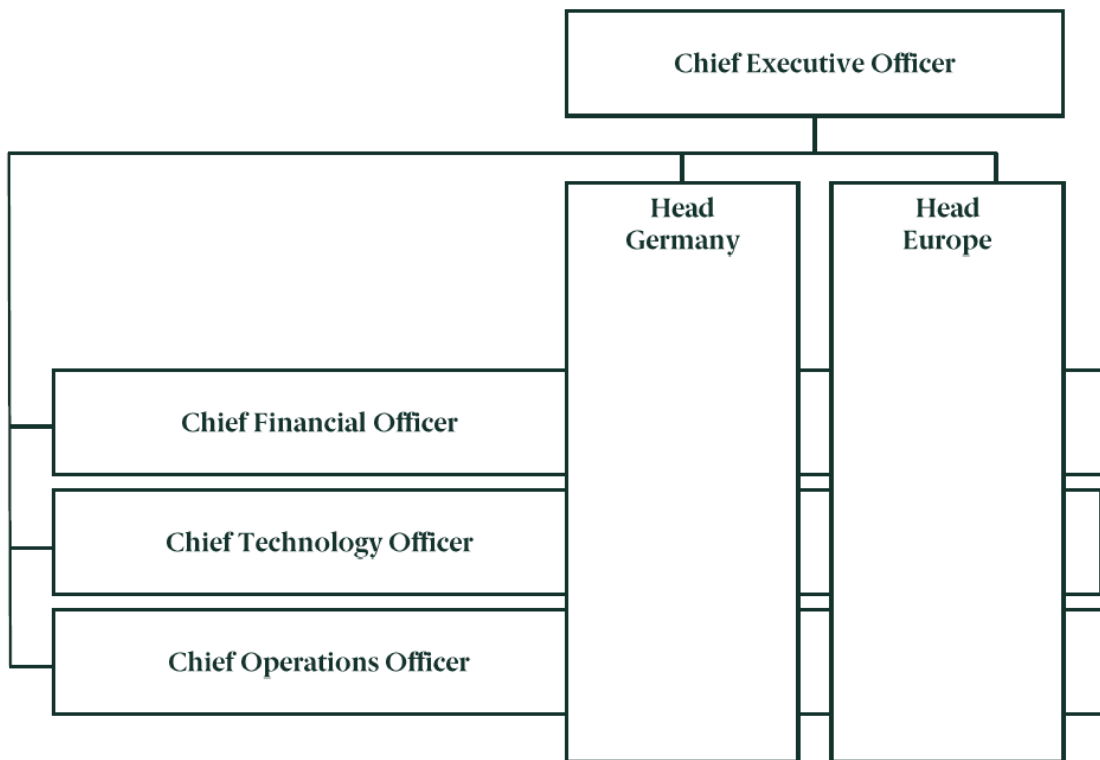 Chief Executive Officer
Head
Germany
Head
Europe
Chief Financial Officer
Chief Technology Officer
Chief Operations Officer